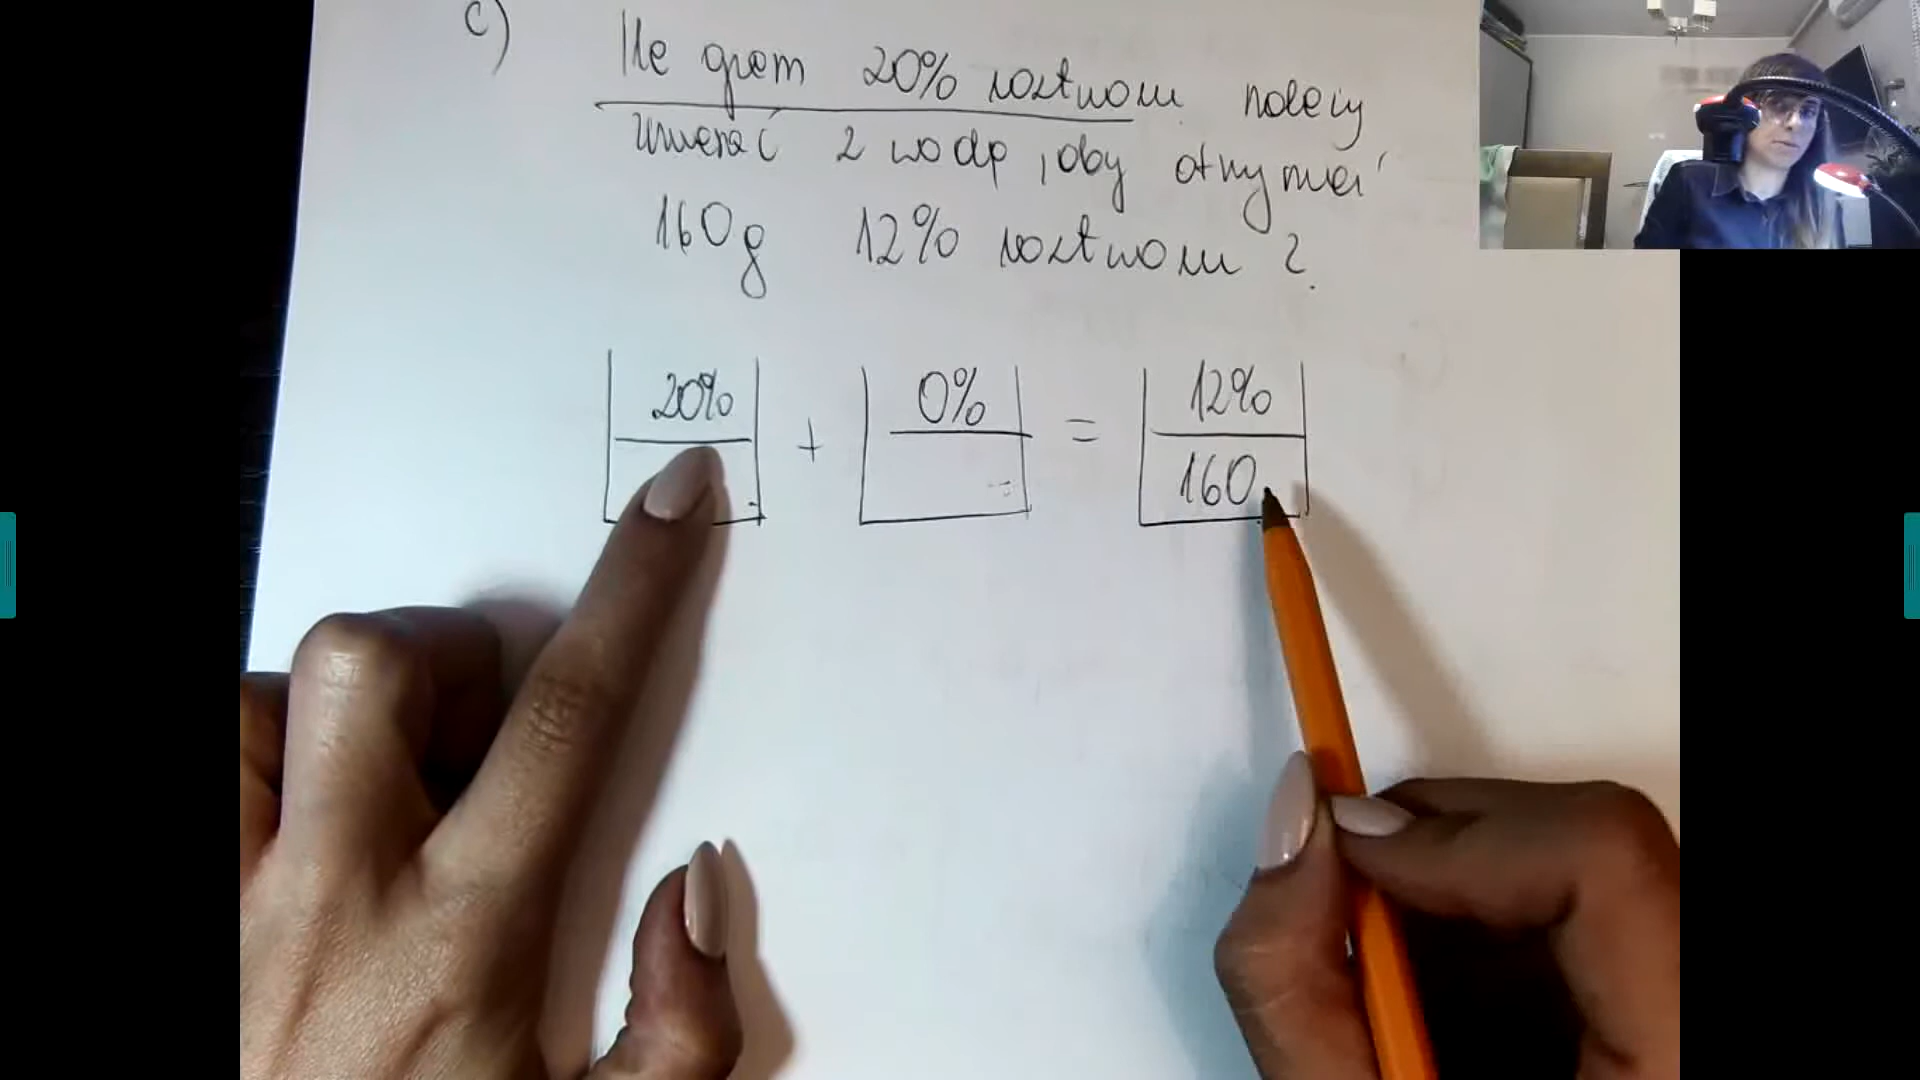 c) Ile gram 20% roztworu należy
zmieszać z wodą, aby otrzymać
160g 12% roztworu?
20% + 0% = 12%
160